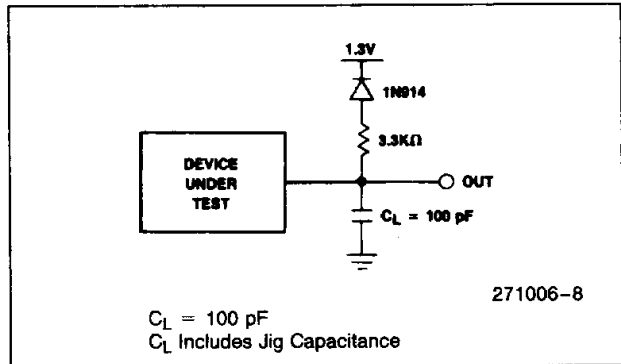 1.3V
1N914
3.3KΩ
DEVICE
UNDER
TEST
OUT
C_L = 100 pF
271006-8
C_L = 100 pF
C_L Includes Jig Capacitance